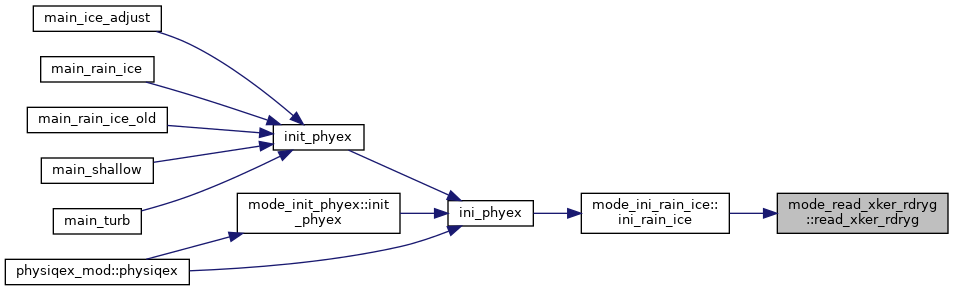 main_ice_adjust
main_rain_ice
main_rain_ice_old
main_shallow
main_turb
physiqex_mod::physiqex
init_phyex
mode_init_phyex::init
_phyex
ini_phyex
mode_ini_rain_ice::
ini_rain_ice
mode_read_xker_rdryg
::read_xker_rdryg